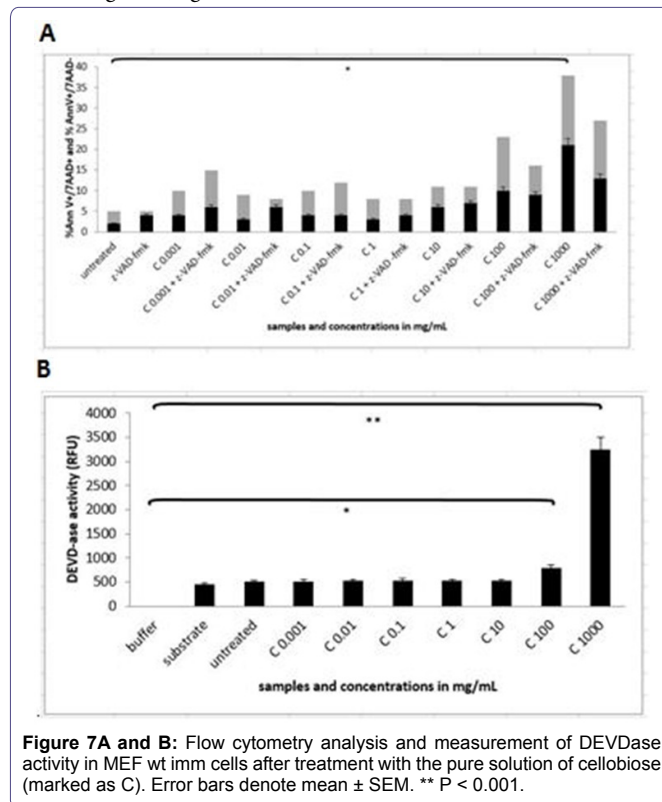 A
*
%Ann V+/7AAD+ and % AnnV+/7AAD-
40
35
30
25
20
15
10
5
0
untreated
z-VAD-fmk
C 0.001
C 0.001 + z-VAD-fmk
C 0.01
C 0.01 + z-VAD-fmk
C 0.1
C 0.1 + z-VAD-fmk
C 1
C 1 + z-VAD-fmk
C 10
C 10 + z-VAD-fmk
C 100
C 100 + z-VAD-fmk
C 1000
C 1000 + z-VAD-fmk
samples and concentrations in mg/mL
B
DEVD-ase activity (RFU)
4000
3500
3000
2500
2000
1500
1000
500
0
**
*
buffer
substrate
untreated
C 0.001
C 0.01
C 0.1
C 1
C 10
C 100
C 1000
samples and concentrations in mg/mL
Figure 7A and B: Flow cytometry analysis and measurement of DEVDase
activity in MEF wt imm cells after treatment with the pure solution of cellobiose
(marked as C). Error bars denote mean ± SEM. ** P < 0.001.